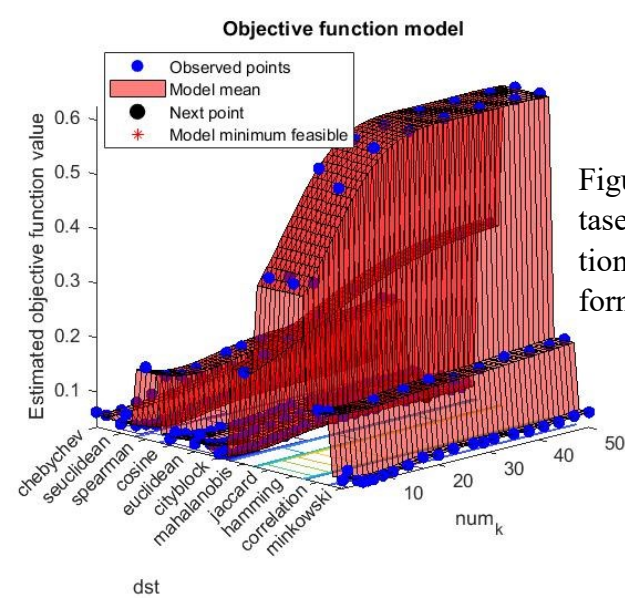 Objective function model
Observed points
Model mean
Next point
Model minimum feasible
Estimated objective function value
0.6
0.5
0.4
0.3
0.2
0.1
chebychev
seuclidean
spearman
cosine
euclidean
cityblock
mahalanobis
jaccard
hamming
correlation
minkowski
dst
10
20
30
40
50
num_k
Figu
tase
tion
form